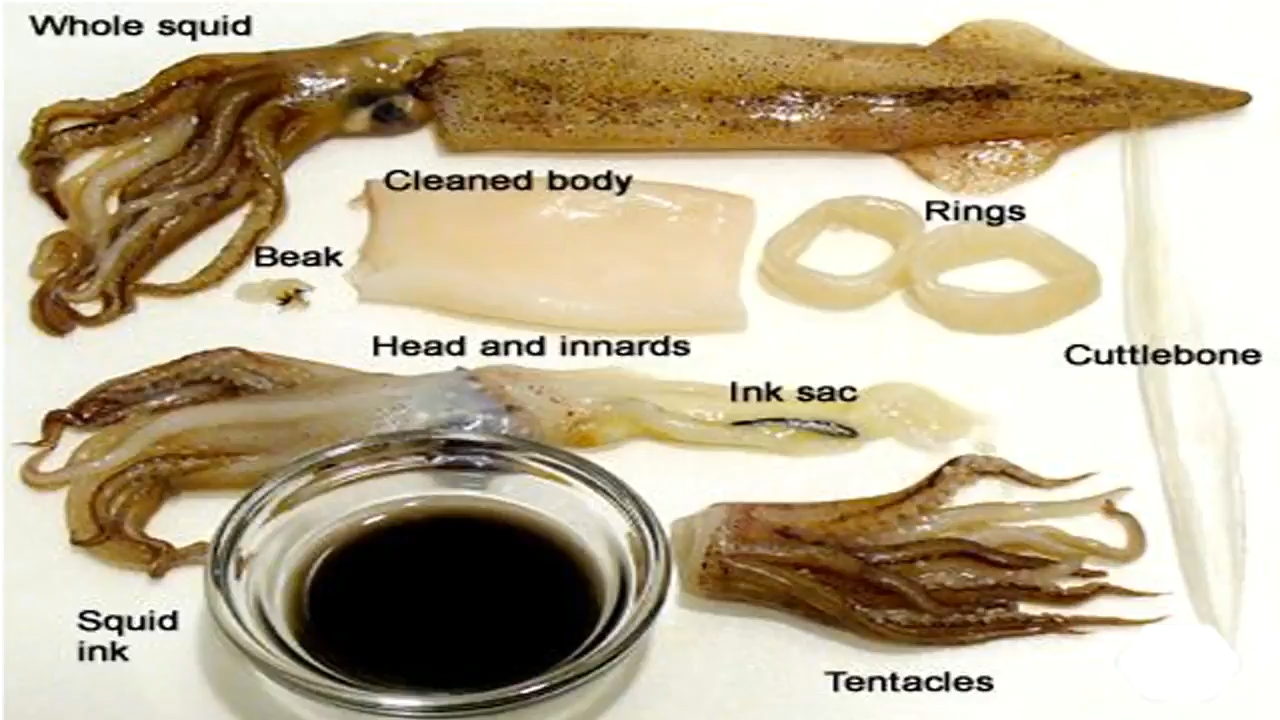 Whole squid
Cleaned body
Rings
Beak
Head and innards
Cuttlebone
Ink sac
Squid
ink
Tentacles